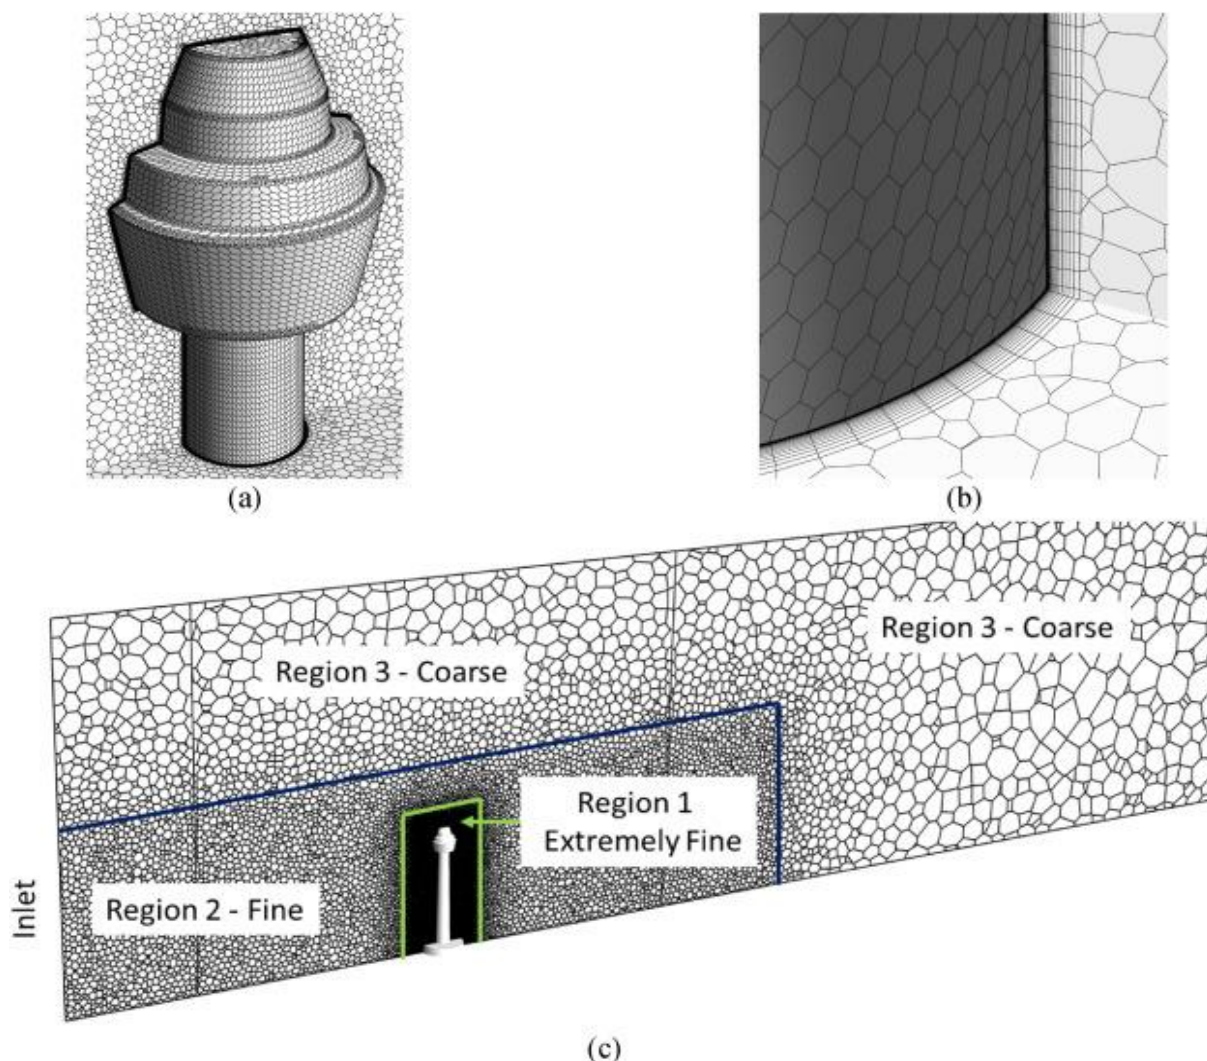 (a)
(b)
Region 3 - Coarse
Region 3 - Coarse
Region 1
Extremely Fine
Region 2 - Fine
Inlet
(c)